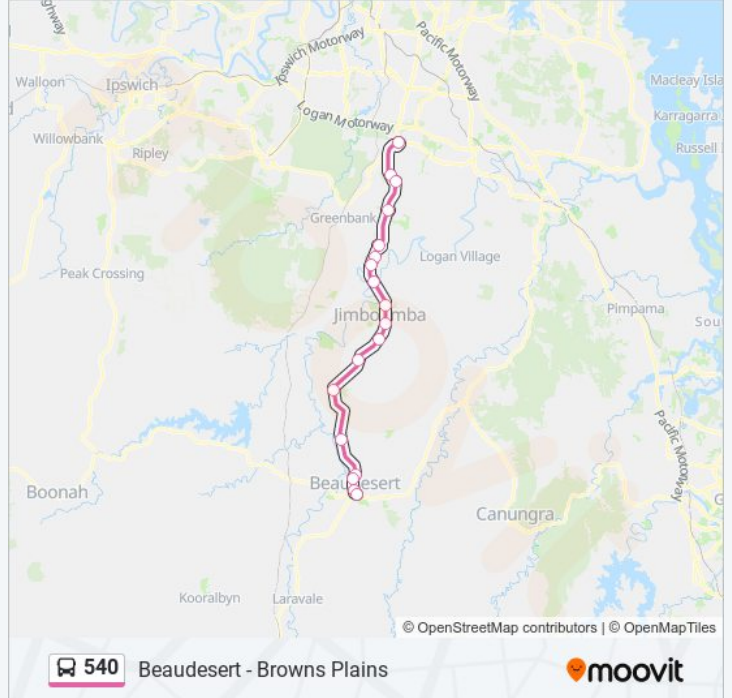 ghway
Ipswich Motorway
Pacific Motorway
Walloon
Ipswich
Macleay Isla
Logan Motorway
Karragarra
Willowbank
Ripley
Russell
Greenbank
Logan Village
Peak Crossing
Jimboomba
Pimpama
Sou
Pacific Motorway
Beaudesert
Boonah
Canungra
G
Kooralbyn
Laravale
© OpenStreetMap contributors | © OpenMapTiles
540 Beaudesert - Browns Plains
moovit